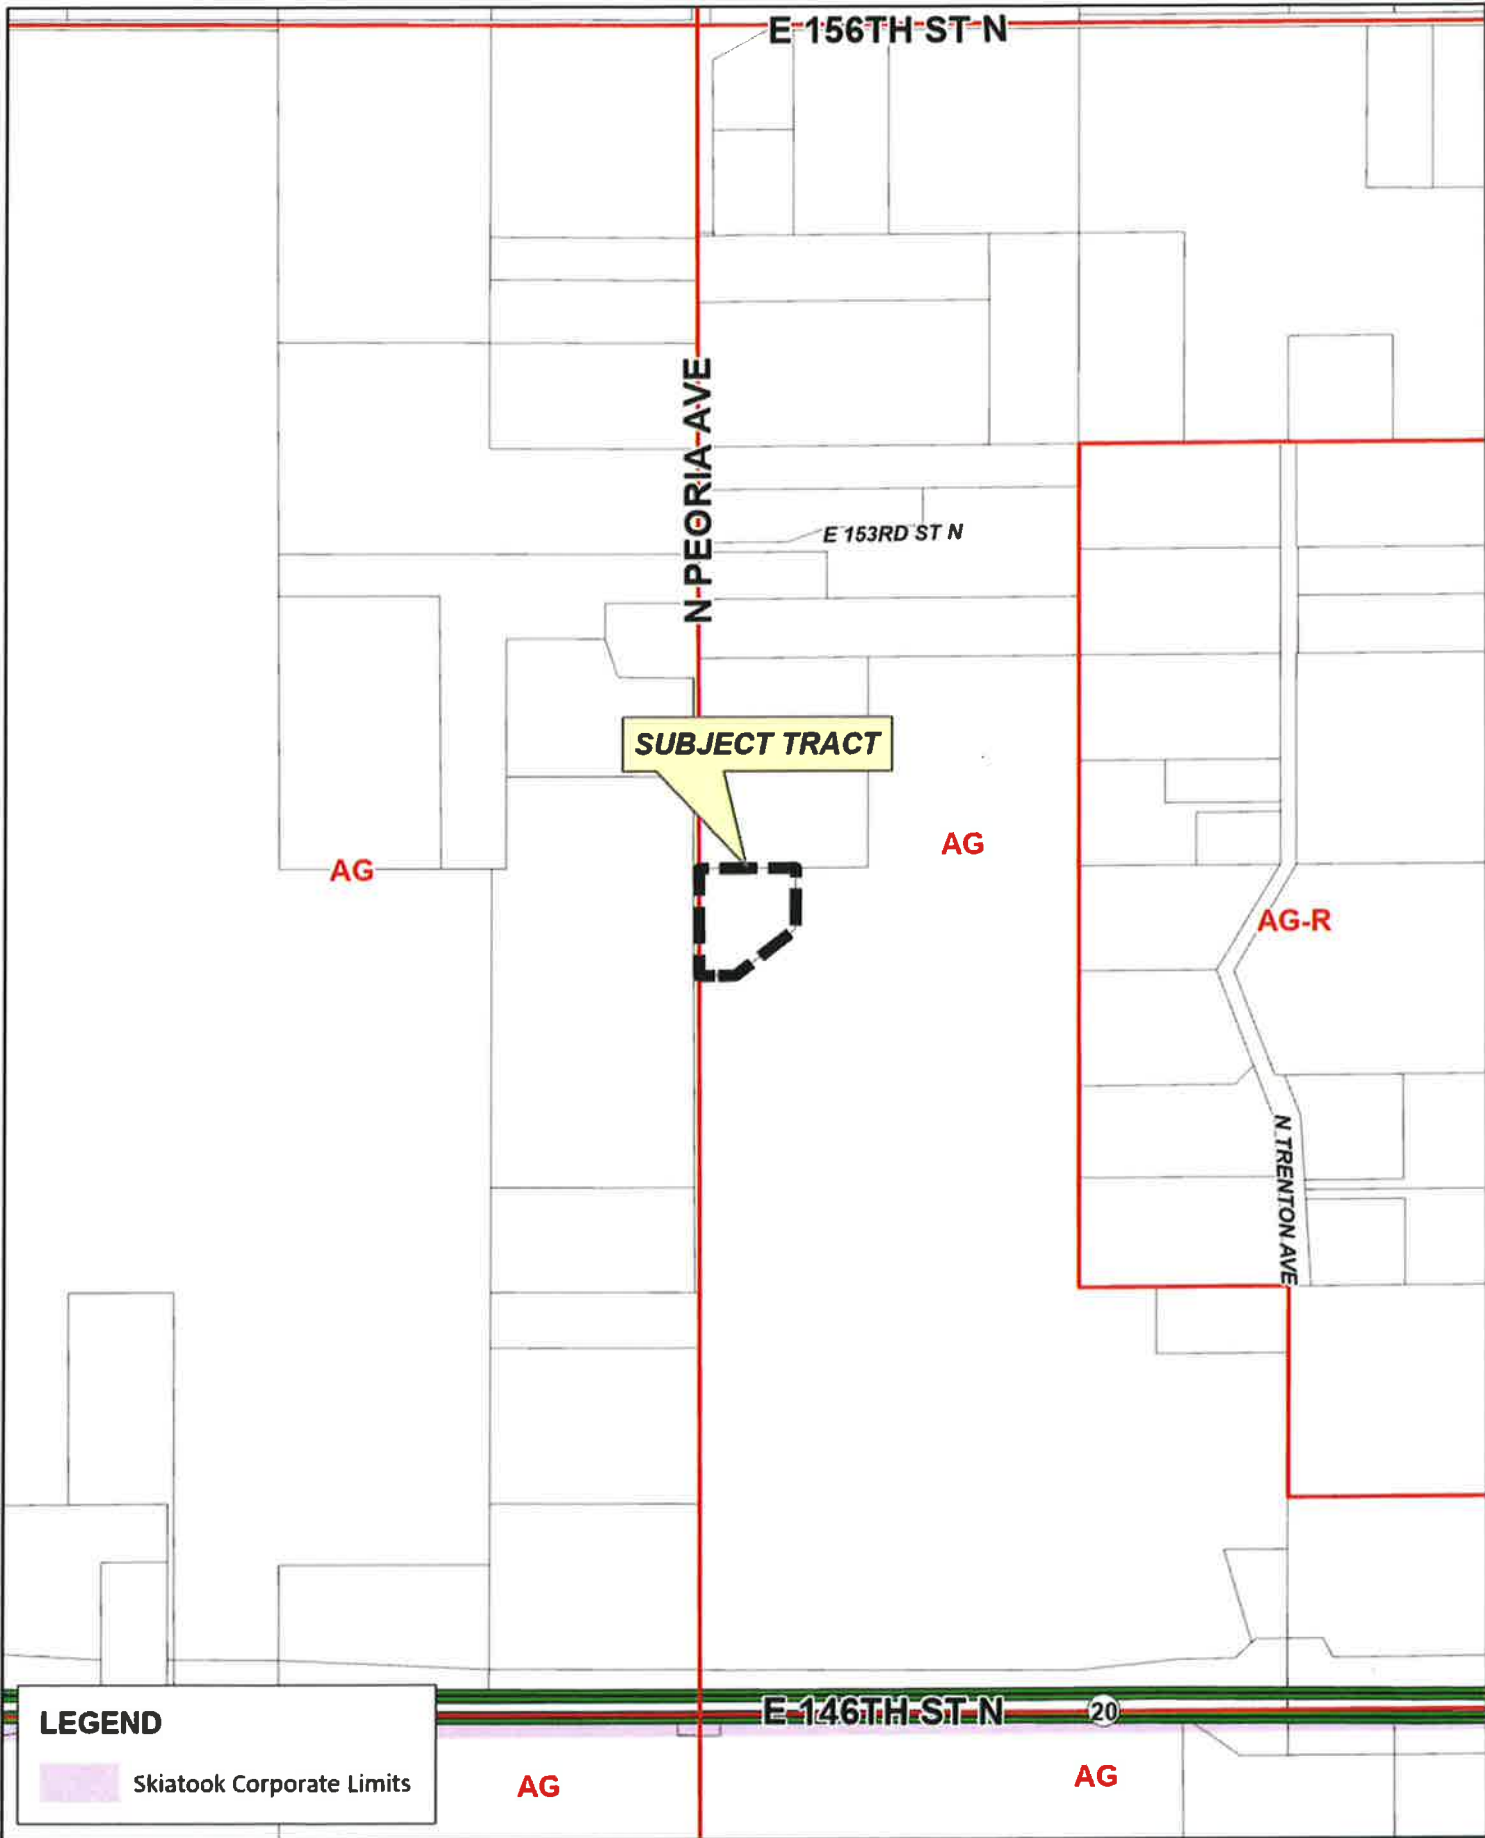 E 156TH ST N
N PEORIA AVE
E 153RD ST N
SUBJECT TRACT
AG
AG
AG-R
N TRENTON AVE
E 146TH ST N
20
LEGEND
Skiatook Corporate Limits
AG
AG